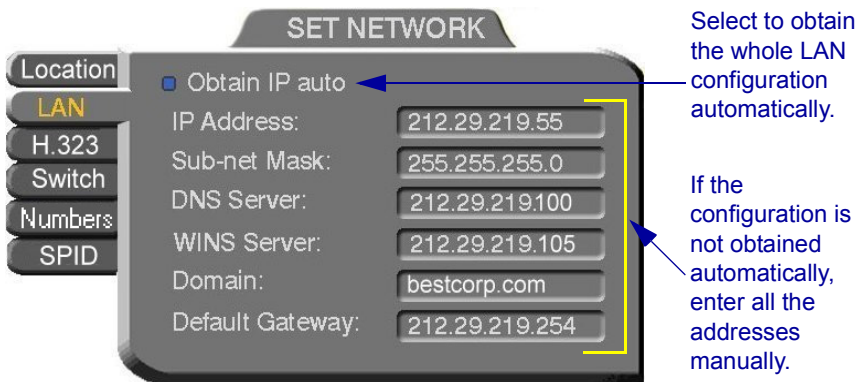 SET NETWORK
Location
LAN
H.323
Switch
Numbers
SPID
Obtain IP auto
IP Address: 212.29.219.55
Sub-net Mask: 255.255.255.0
DNS Server: 212.29.219.100
WINS Server: 212.29.219.105
Domain: bestcorp.com
Default Gateway: 212.29.219.254
Select to obtain
the whole LAN
configuration
automatically.
If the
configuration is
not obtained
automatically,
enter all the
addresses
manually.